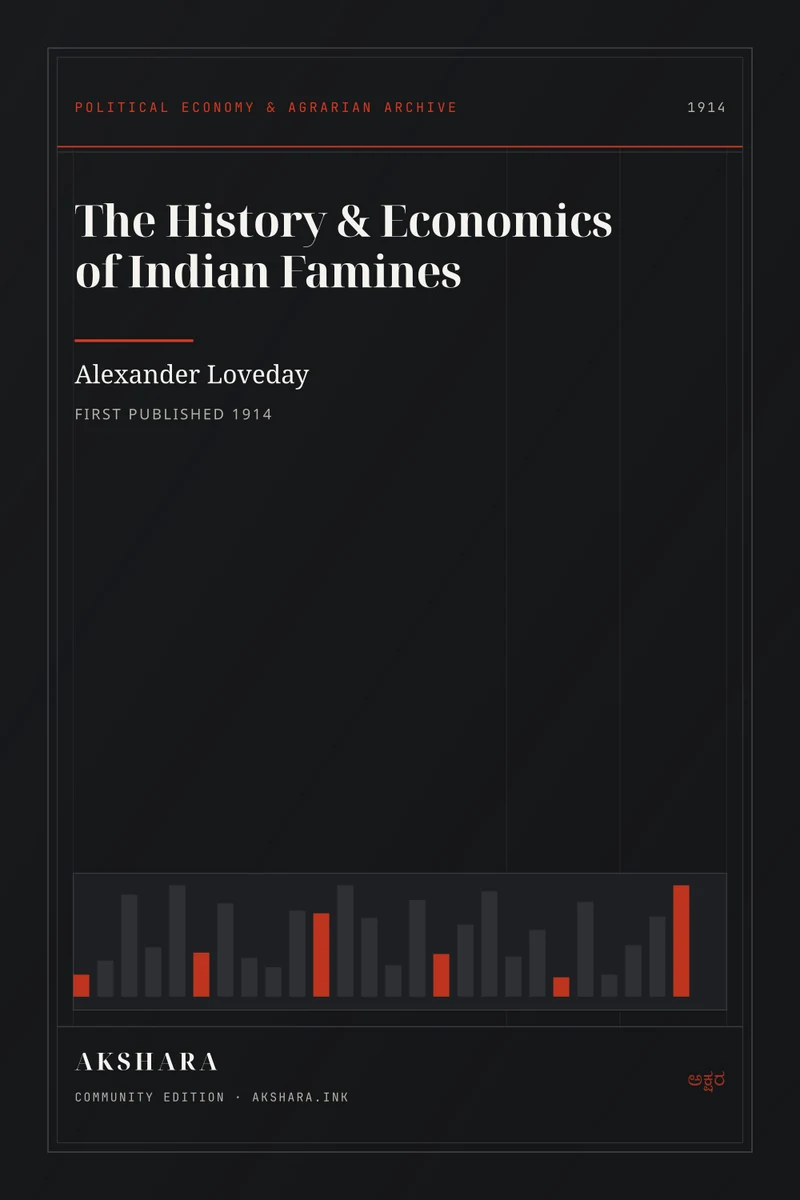 POLITICAL ECONOMY & AGRARIAN ARCHIVE
1914
The History & Economics
of Indian Famines
Alexander Loveday
FIRST PUBLISHED 1914
AKSHARA
COMMUNITY EDITION · AKSHARA.INK
ಅಕ್ಷರ